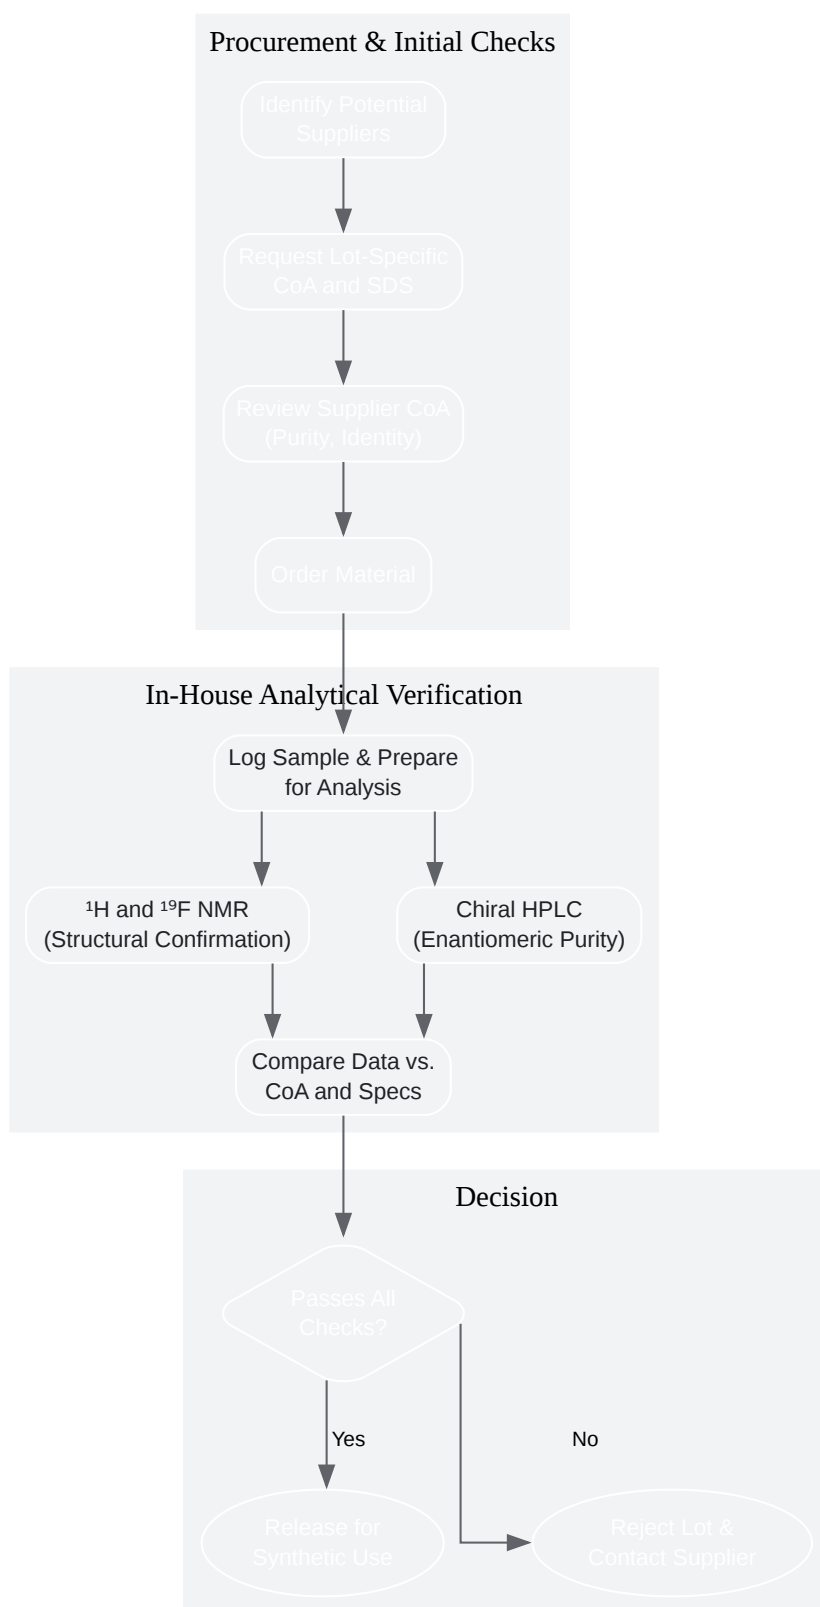 Procurement & Initial Checks
Identify Potential
Suppliers
Request Lot-Specific
CoA and SDS
Review Supplier CoA
(Purity, Identity)
Order Material
In-House Analytical Verification
Log Sample & Prepare
for Analysis
¹H and ¹⁹F NMR
(Structural Confirmation)
Chiral HPLC
(Enantiomeric Purity)
Compare Data vs.
CoA and Specs
Decision
Passes All
Checks?
Yes
No
Release for
Synthetic Use
Reject Lot &
Contact Supplier